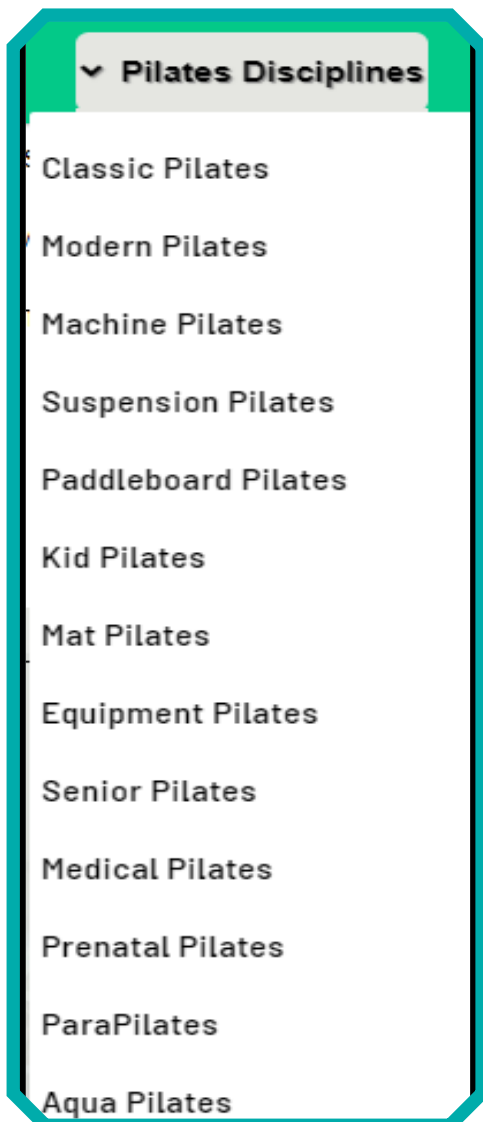 Pilates Disciplines
Classic Pilates
Modern Pilates
Machine Pilates
Suspension Pilates
Paddleboard Pilates
Kid Pilates
Mat Pilates
Equipment Pilates
Senior Pilates
Medical Pilates
Prenatal Pilates
ParaPilates
Aqua Pilates